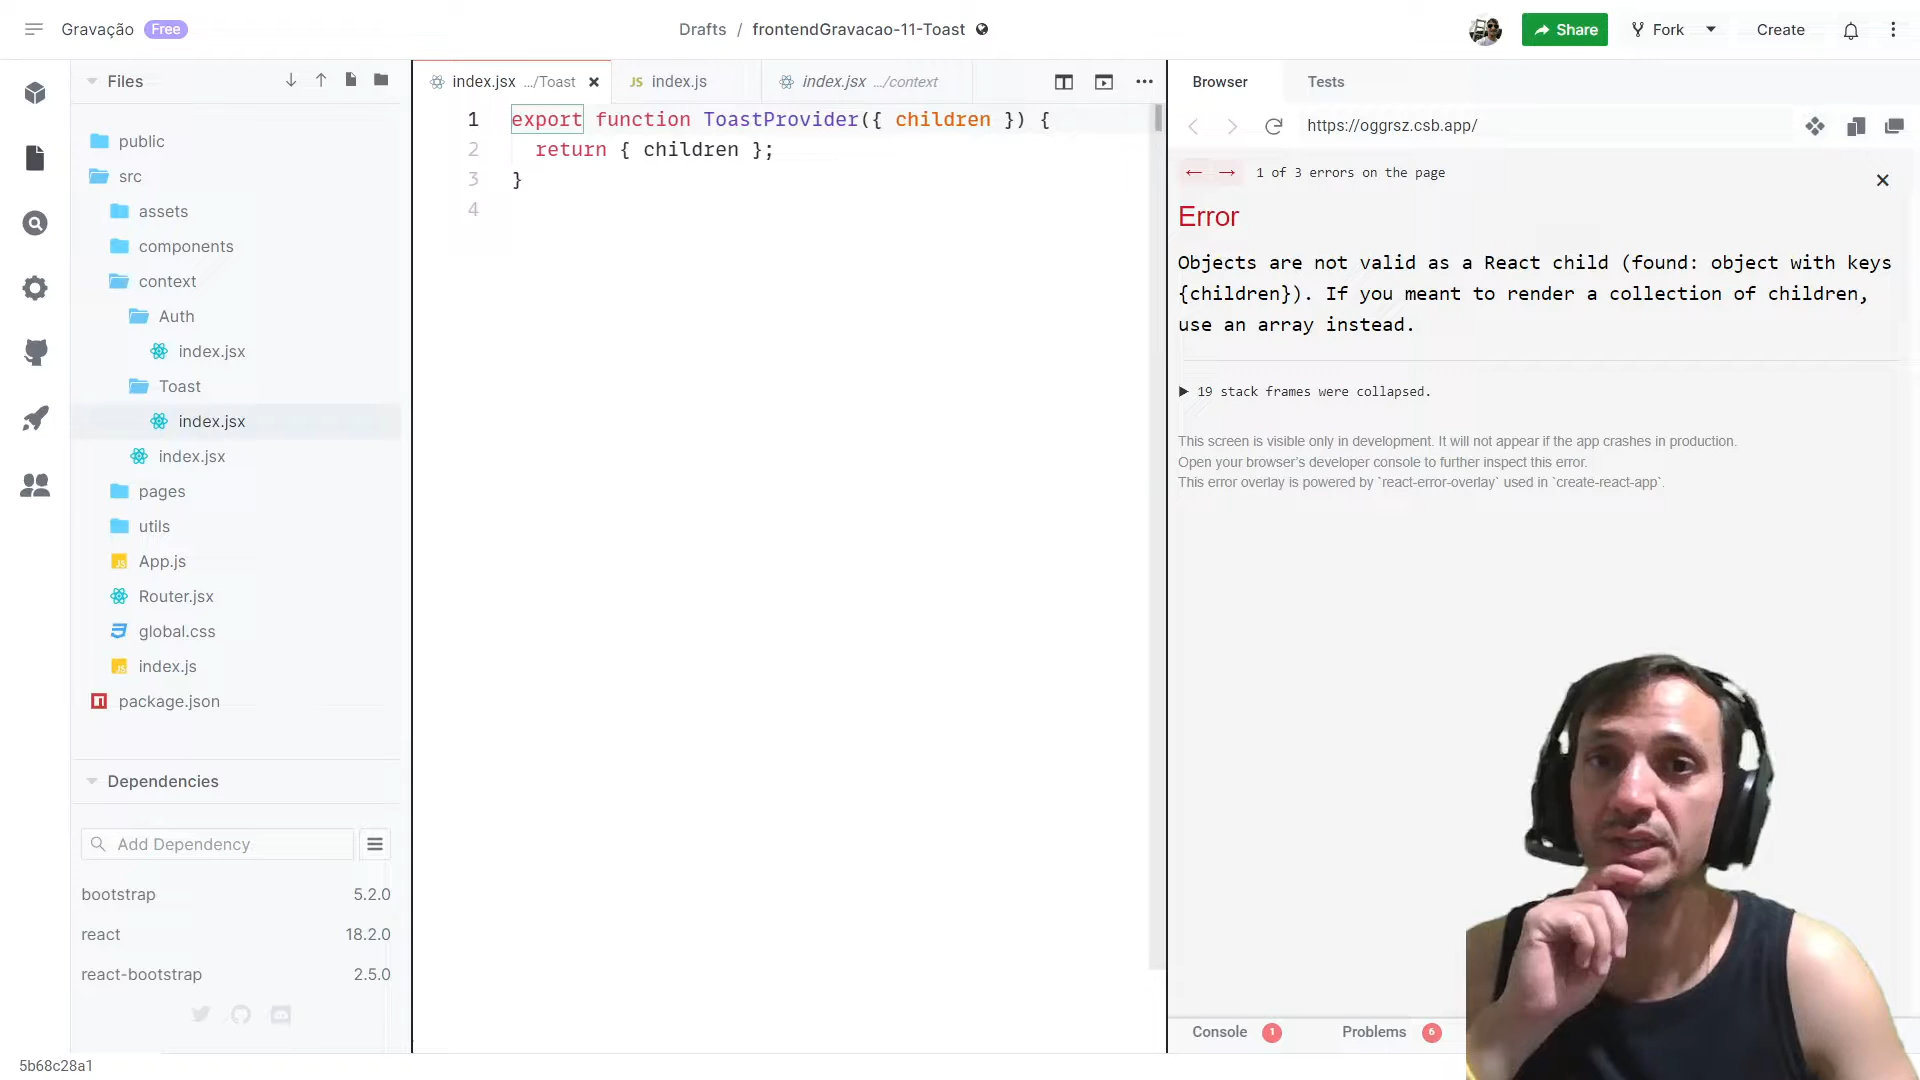 Gravação Free
Drafts / frontendGravacao-11-Toast
Share
Fork
Create
Files
public
src
assets
components
context
Auth
index.jsx
Toast
index.jsx
index.jsx
pages
utils
App.js
Router.jsx
global.css
index.js
package.json
Dependencies
Add Dependency
bootstrap 5.2.0
react 18.2.0
react-bootstrap 2.5.0
5b68c28a1
index.jsx .../Toast
JS index.js
index.jsx .../context
1 export function ToastProvider({ children }) {
2 return { children };
3 }
4
Browser
Tests
https://oggrsz.csb.app/
← → 1 of 3 errors on the page
Error
Objects are not valid as a React child (found: object with keys
{children}). If you meant to render a collection of children,
use an array instead.
▶ 19 stack frames were collapsed.
This screen is visible only in development. It will not appear if the app crashes in production.
Open your browser's developer console to further inspect this error.
This error overlay is powered by `react-error-overlay` used in `create-react-app`.
Console 1
Problems 6